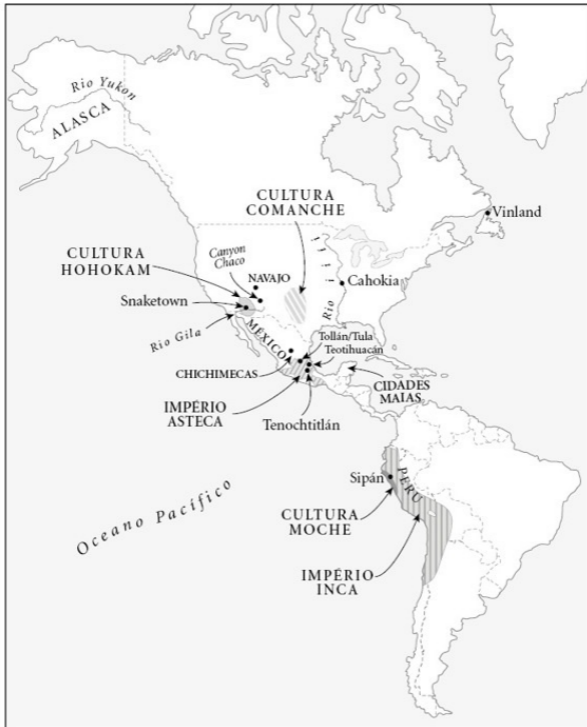 Rio Yukon
ALASCA
CULTURA
COMANCHE
Vinland
CULTURA
HOHOKAM
Canyon
Chaco
NAVAJO
Cahokia
Snaketown
Rio
Rio Gila
MÉXICO
Tollán/Tula
Teotihuacán
CHICHIMECAS
CIDADES
MAIAS
IMPÉRIO
ASTECA
Tenochtitlán
Sipán
PERU
Oceano Pacífico
CULTURA
MOCHE
IMPÉRIO
INCA